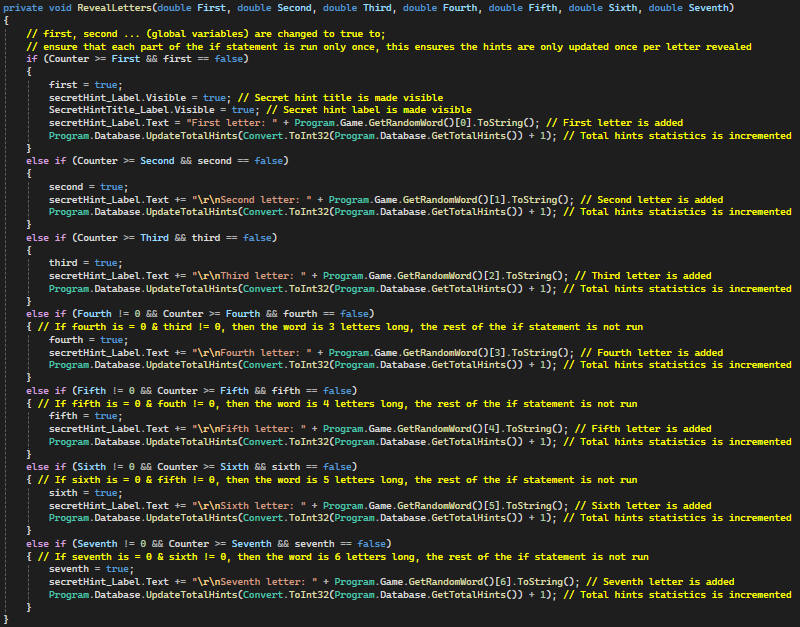 private void RevealLetters(double First, double Second, double Third, double Fourth, double Fifth, double Sixth, double Seventh)
{
// first, second ... (global variables) are changed to true to;
// ensure that each part of the if statement is run only once, this ensures the hints are only updated once per letter revealed
if (Counter >= First && first == false)
{
first = true;
secretHint_Label.Visible = true; // Secret hint title is made visible
SecretHintTitle_Label.Visible = true; // Secret hint label is made visible
secretHint_Label.Text = "First letter: " + Program.Game.GetRandomWord()[0].ToString(); // First letter is added
Program.Database.UpdateTotalHints(Convert.ToInt32(Program.Database.GetTotalHints()) + 1); // Total hints statistics is incremented
}
else if (Counter >= Second && second == false)
{
second = true;
secretHint_Label.Text += "\r\nSecond letter: " + Program.Game.GetRandomWord()[1].ToString(); // Second letter is added
Program.Database.UpdateTotalHints(Convert.ToInt32(Program.Database.GetTotalHints()) + 1); // Total hints statistics is incremented
}
else if (Counter >= Third && third == false)
{
third = true;
secretHint_Label.Text += "\r\nThird letter: " + Program.Game.GetRandomWord()[2].ToString(); // Third letter is added
Program.Database.UpdateTotalHints(Convert.ToInt32(Program.Database.GetTotalHints()) + 1); // Total hints statistics is incremented
}
else if (Fourth != 0 && Counter >= Fourth && fourth == false)
{ // If fourth is = 0 & third != 0, then the word is 3 letters long, the rest of the if statement is not run
fourth = true;
secretHint_Label.Text += "\r\nFourth letter: " + Program.Game.GetRandomWord()[3].ToString(); // Fourth letter is added
Program.Database.UpdateTotalHints(Convert.ToInt32(Program.Database.GetTotalHints()) + 1); // Total hints statistics is incremented
}
else if (Fifth != 0 && Counter >= Fifth && fifth == false)
{ // If fifth is = 0 & fouth != 0, then the word is 4 letters long, the rest of the if statement is not run
fifth = true;
secretHint_Label.Text += "\r\nFifth letter: " + Program.Game.GetRandomWord()[4].ToString(); // Fifth letter is added
Program.Database.UpdateTotalHints(Convert.ToInt32(Program.Database.GetTotalHints()) + 1); // Total hints statistics is incremented
}
else if (Sixth != 0 && Counter >= Sixth && sixth == false)
{ // If sixth is = 0 & fifth != 0, then the word is 5 letters long, the rest of the if statement is not run
sixth = true;
secretHint_Label.Text += "\r\nSixth letter: " + Program.Game.GetRandomWord()[5].ToString(); // Sixth letter is added
Program.Database.UpdateTotalHints(Convert.ToInt32(Program.Database.GetTotalHints()) + 1); // Total hints statistics is incremented
}
else if (Seventh != 0 && Counter >= Seventh && seventh == false)
{ // If seventh is = 0 & sixth != 0, then the word is 6 letters long, the rest of the if statement is not run
seventh = true;
secretHint_Label.Text += "\r\nSeventh letter: " + Program.Game.GetRandomWord()[6].ToString(); // Seventh letter is added
Program.Database.UpdateTotalHints(Convert.ToInt32(Program.Database.GetTotalHints()) + 1); // Total hints statistics is incremented
}
}